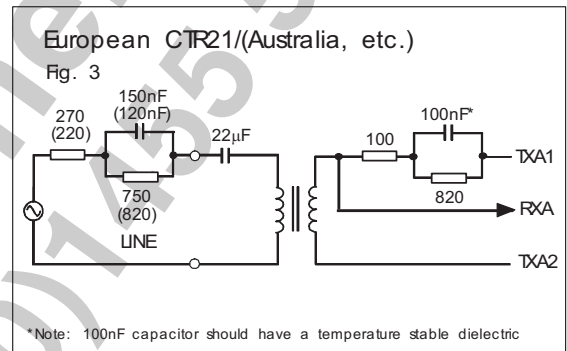 European CTR21/(Australia, etc.)
Fig. 3
150nF
(120nF)
270
(220)
22µF
750
(820)
LINE
100nF*
100
820
TXA1
RXA
TXA2
*Note: 100nF capacitor should have a temperature stable dielectric